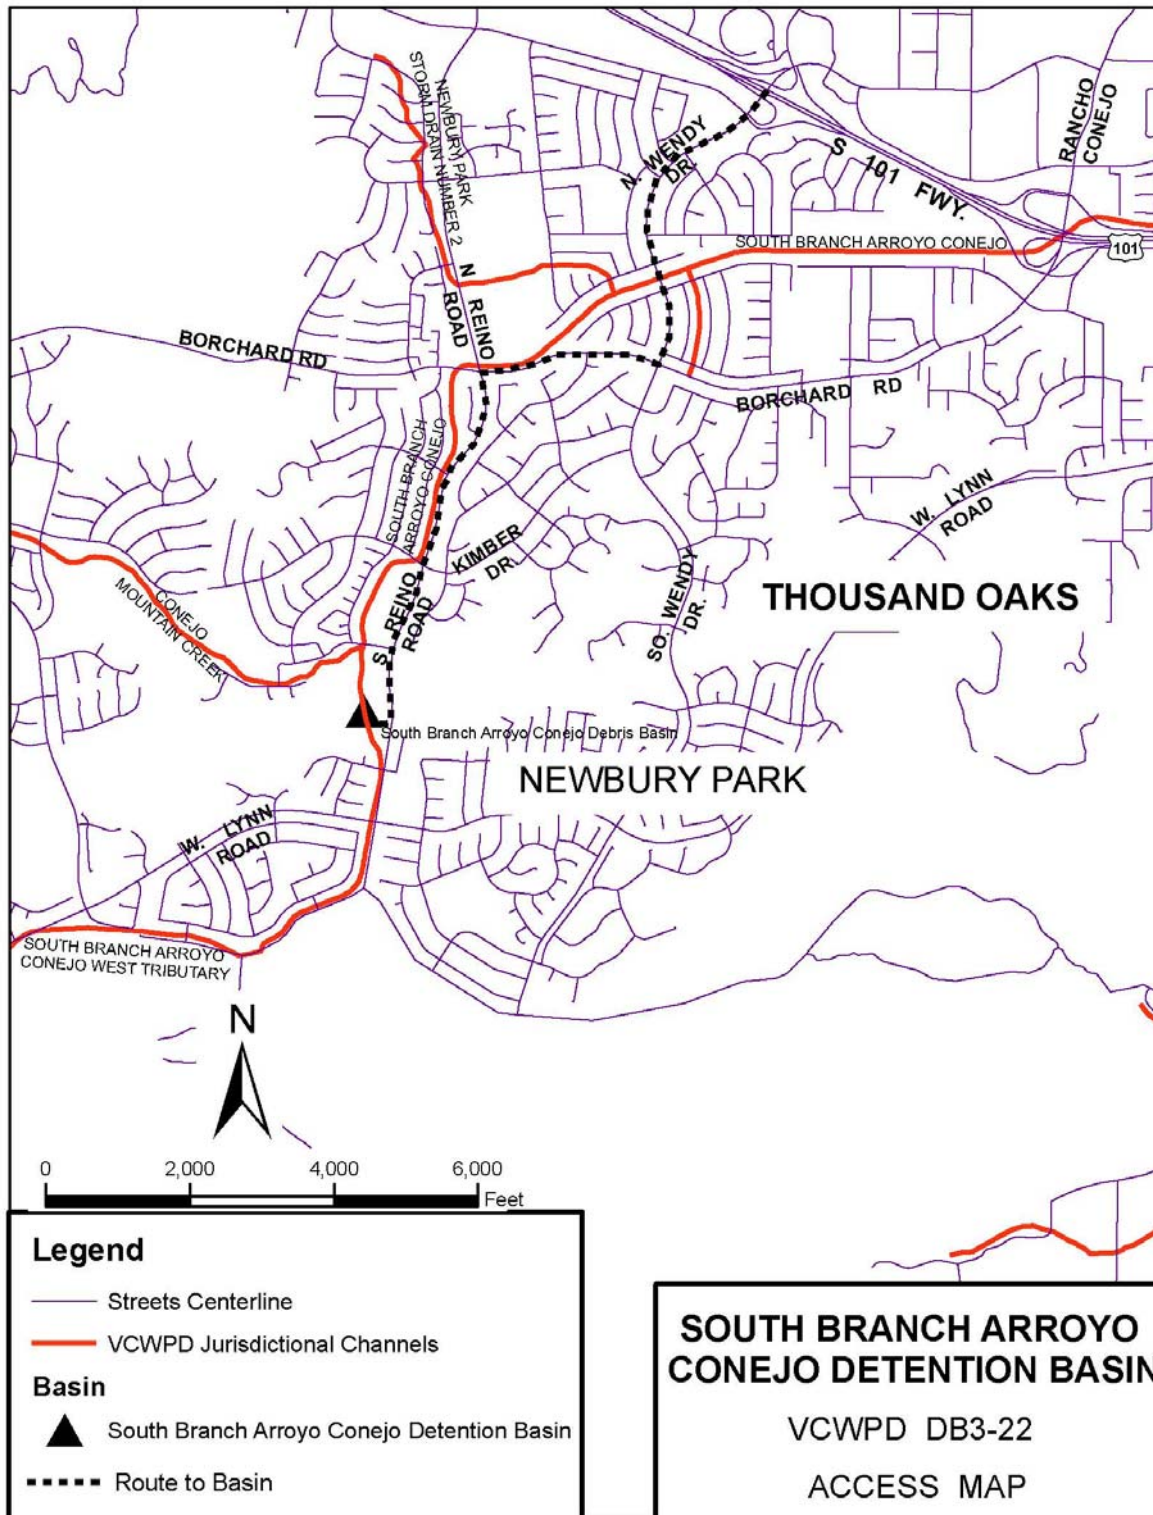 NEWBURY PARK
STORM DRAIN NUMBER 2
N. WENDY
DR.
S 101 FWY.
RANCHO
CONEJO
101
SOUTH BRANCH ARROYO CONEJO
N REINO
ROAD
BORCHARD RD
BORCHARD RD
SOUTH BRANCH
ARROYO CONEJO
W. LYNN
ROAD
KIMBER
DR.
SO. WENDY
DR.
THOUSAND OAKS
CONEJO
MOUNTAIN CREEK
S REINO
ROAD
South Branch Arroyo Conejo Debris Basin
NEWBURY PARK
W. LYNN
ROAD
SOUTH BRANCH ARROYO
CONEJO WEST TRIBUTARY
N
0 2,000 4,000 6,000
Feet
Legend
Streets Centerline
VCWPD Jurisdictional Channels
Basin
South Branch Arroyo Conejo Detention Basin
Route to Basin
SOUTH BRANCH ARROYO
CONEJO DETENTION BASIN
VCWPD DB3-22
ACCESS MAP